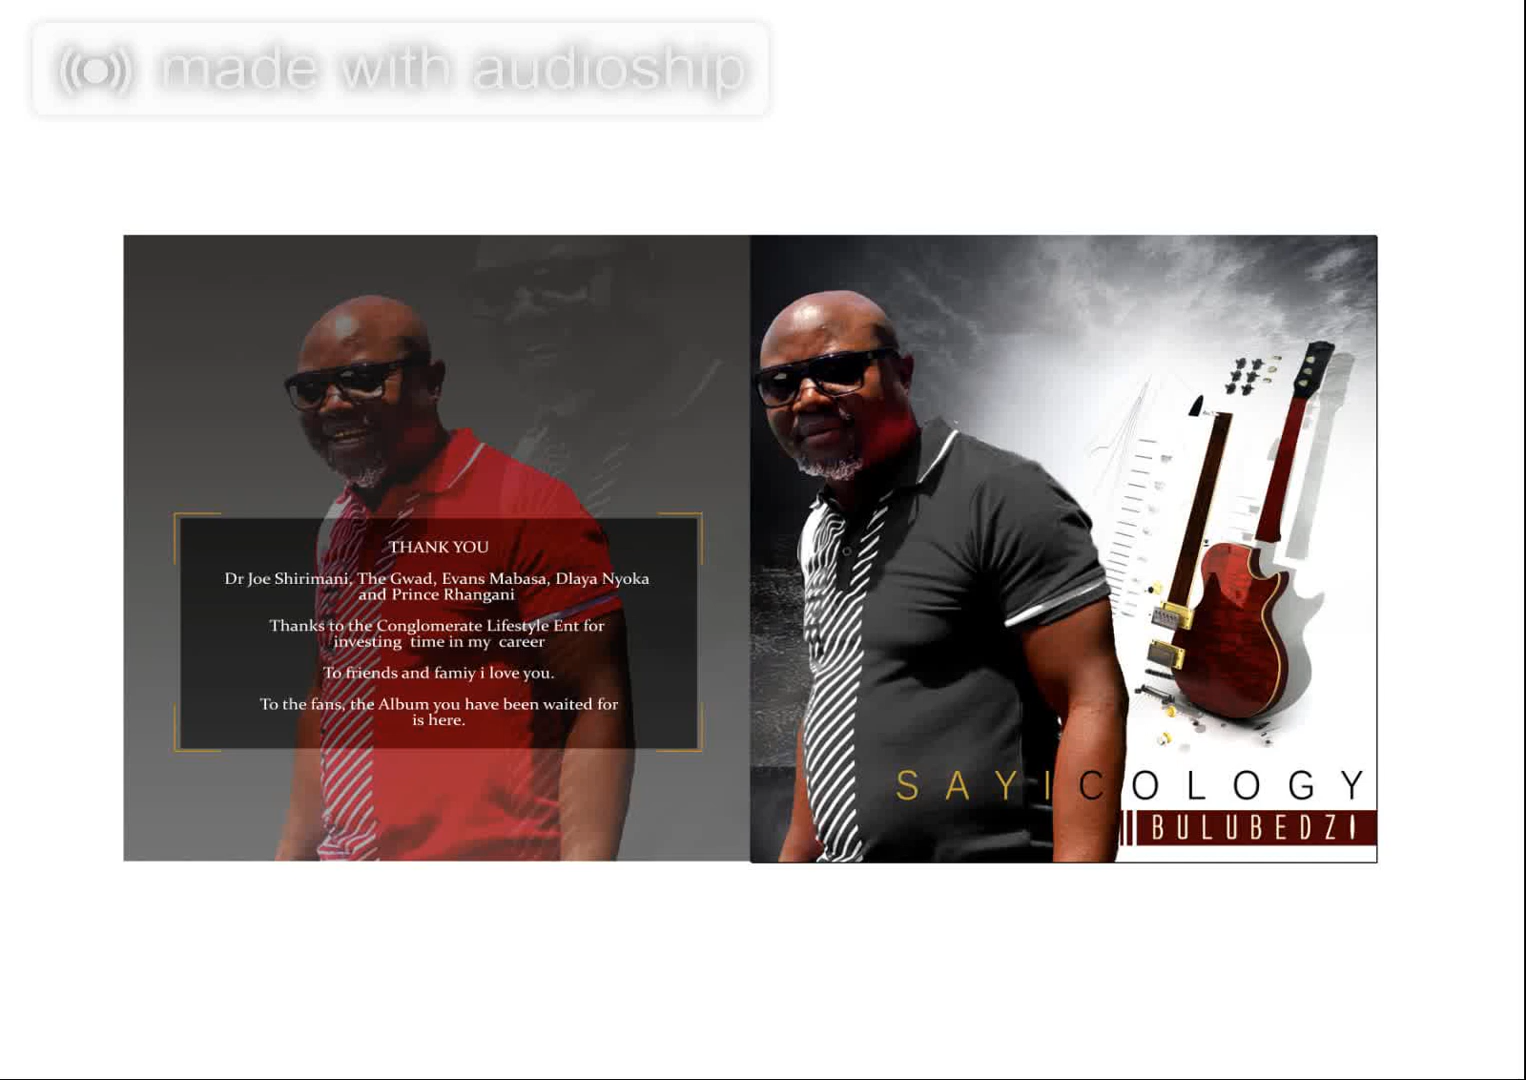 made with audioship
THANK YOU
Dr Joe Shirimani, The Gwad, Evans Mabasa, Dlaya Nyoka
and Prince Rhangani
Thanks to the Conglomerate Lifestyle Ent for
investing time in my career
To friends and famiy i love you.
To the fans, the Album you have been waited for
is here.
SAYICOLOGY
BULUBEDZI